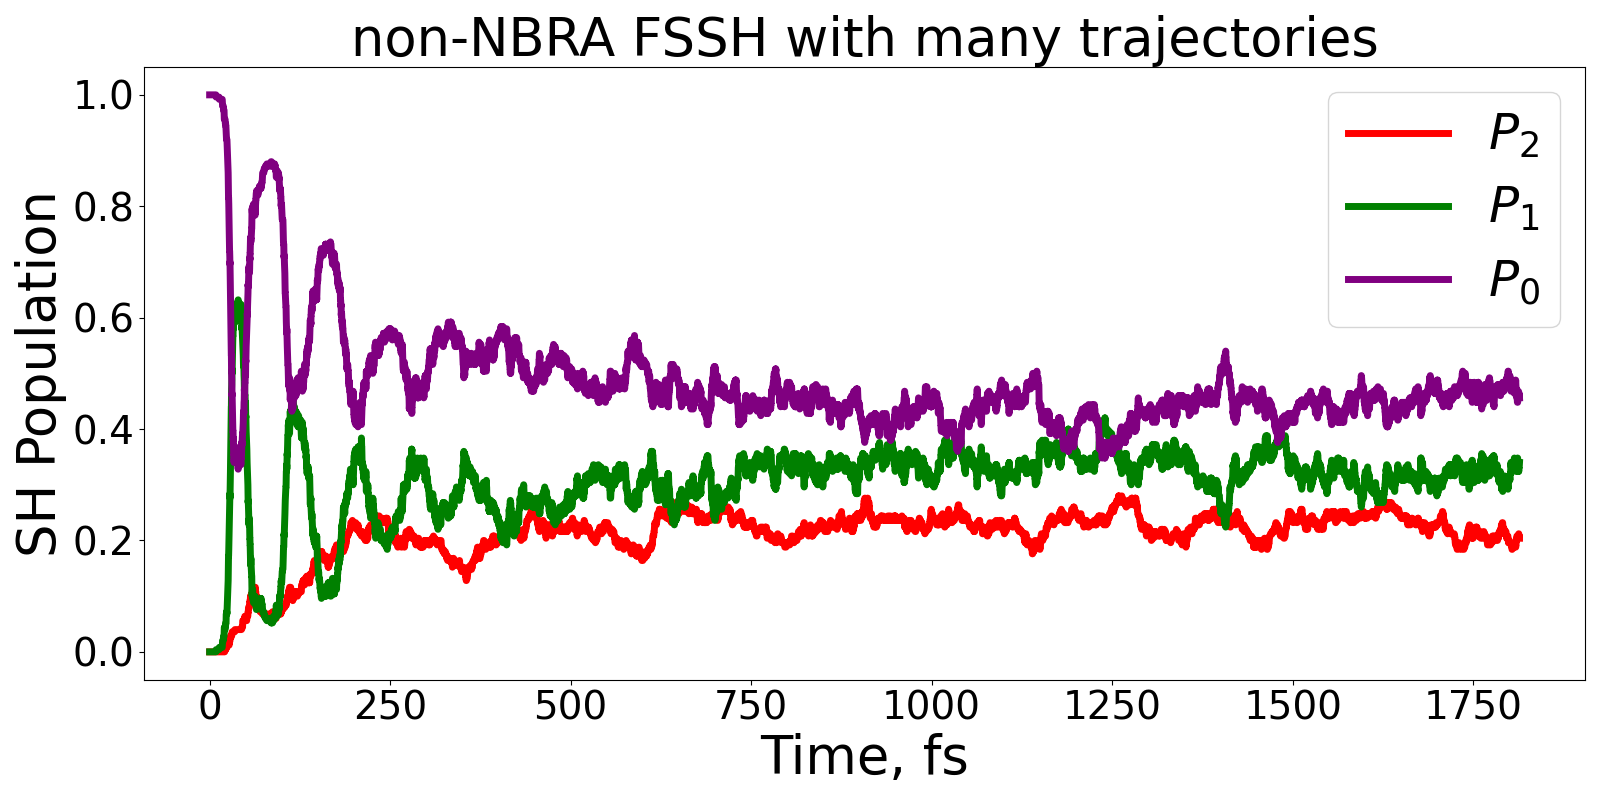 non-NBRA FSSH with many trajectories
SH Population
1.0
0.8
0.6
0.4
0.2
0.0
P₂
P₁
P₀
0 250 500 750 1000 1250 1500 1750
Time, fs